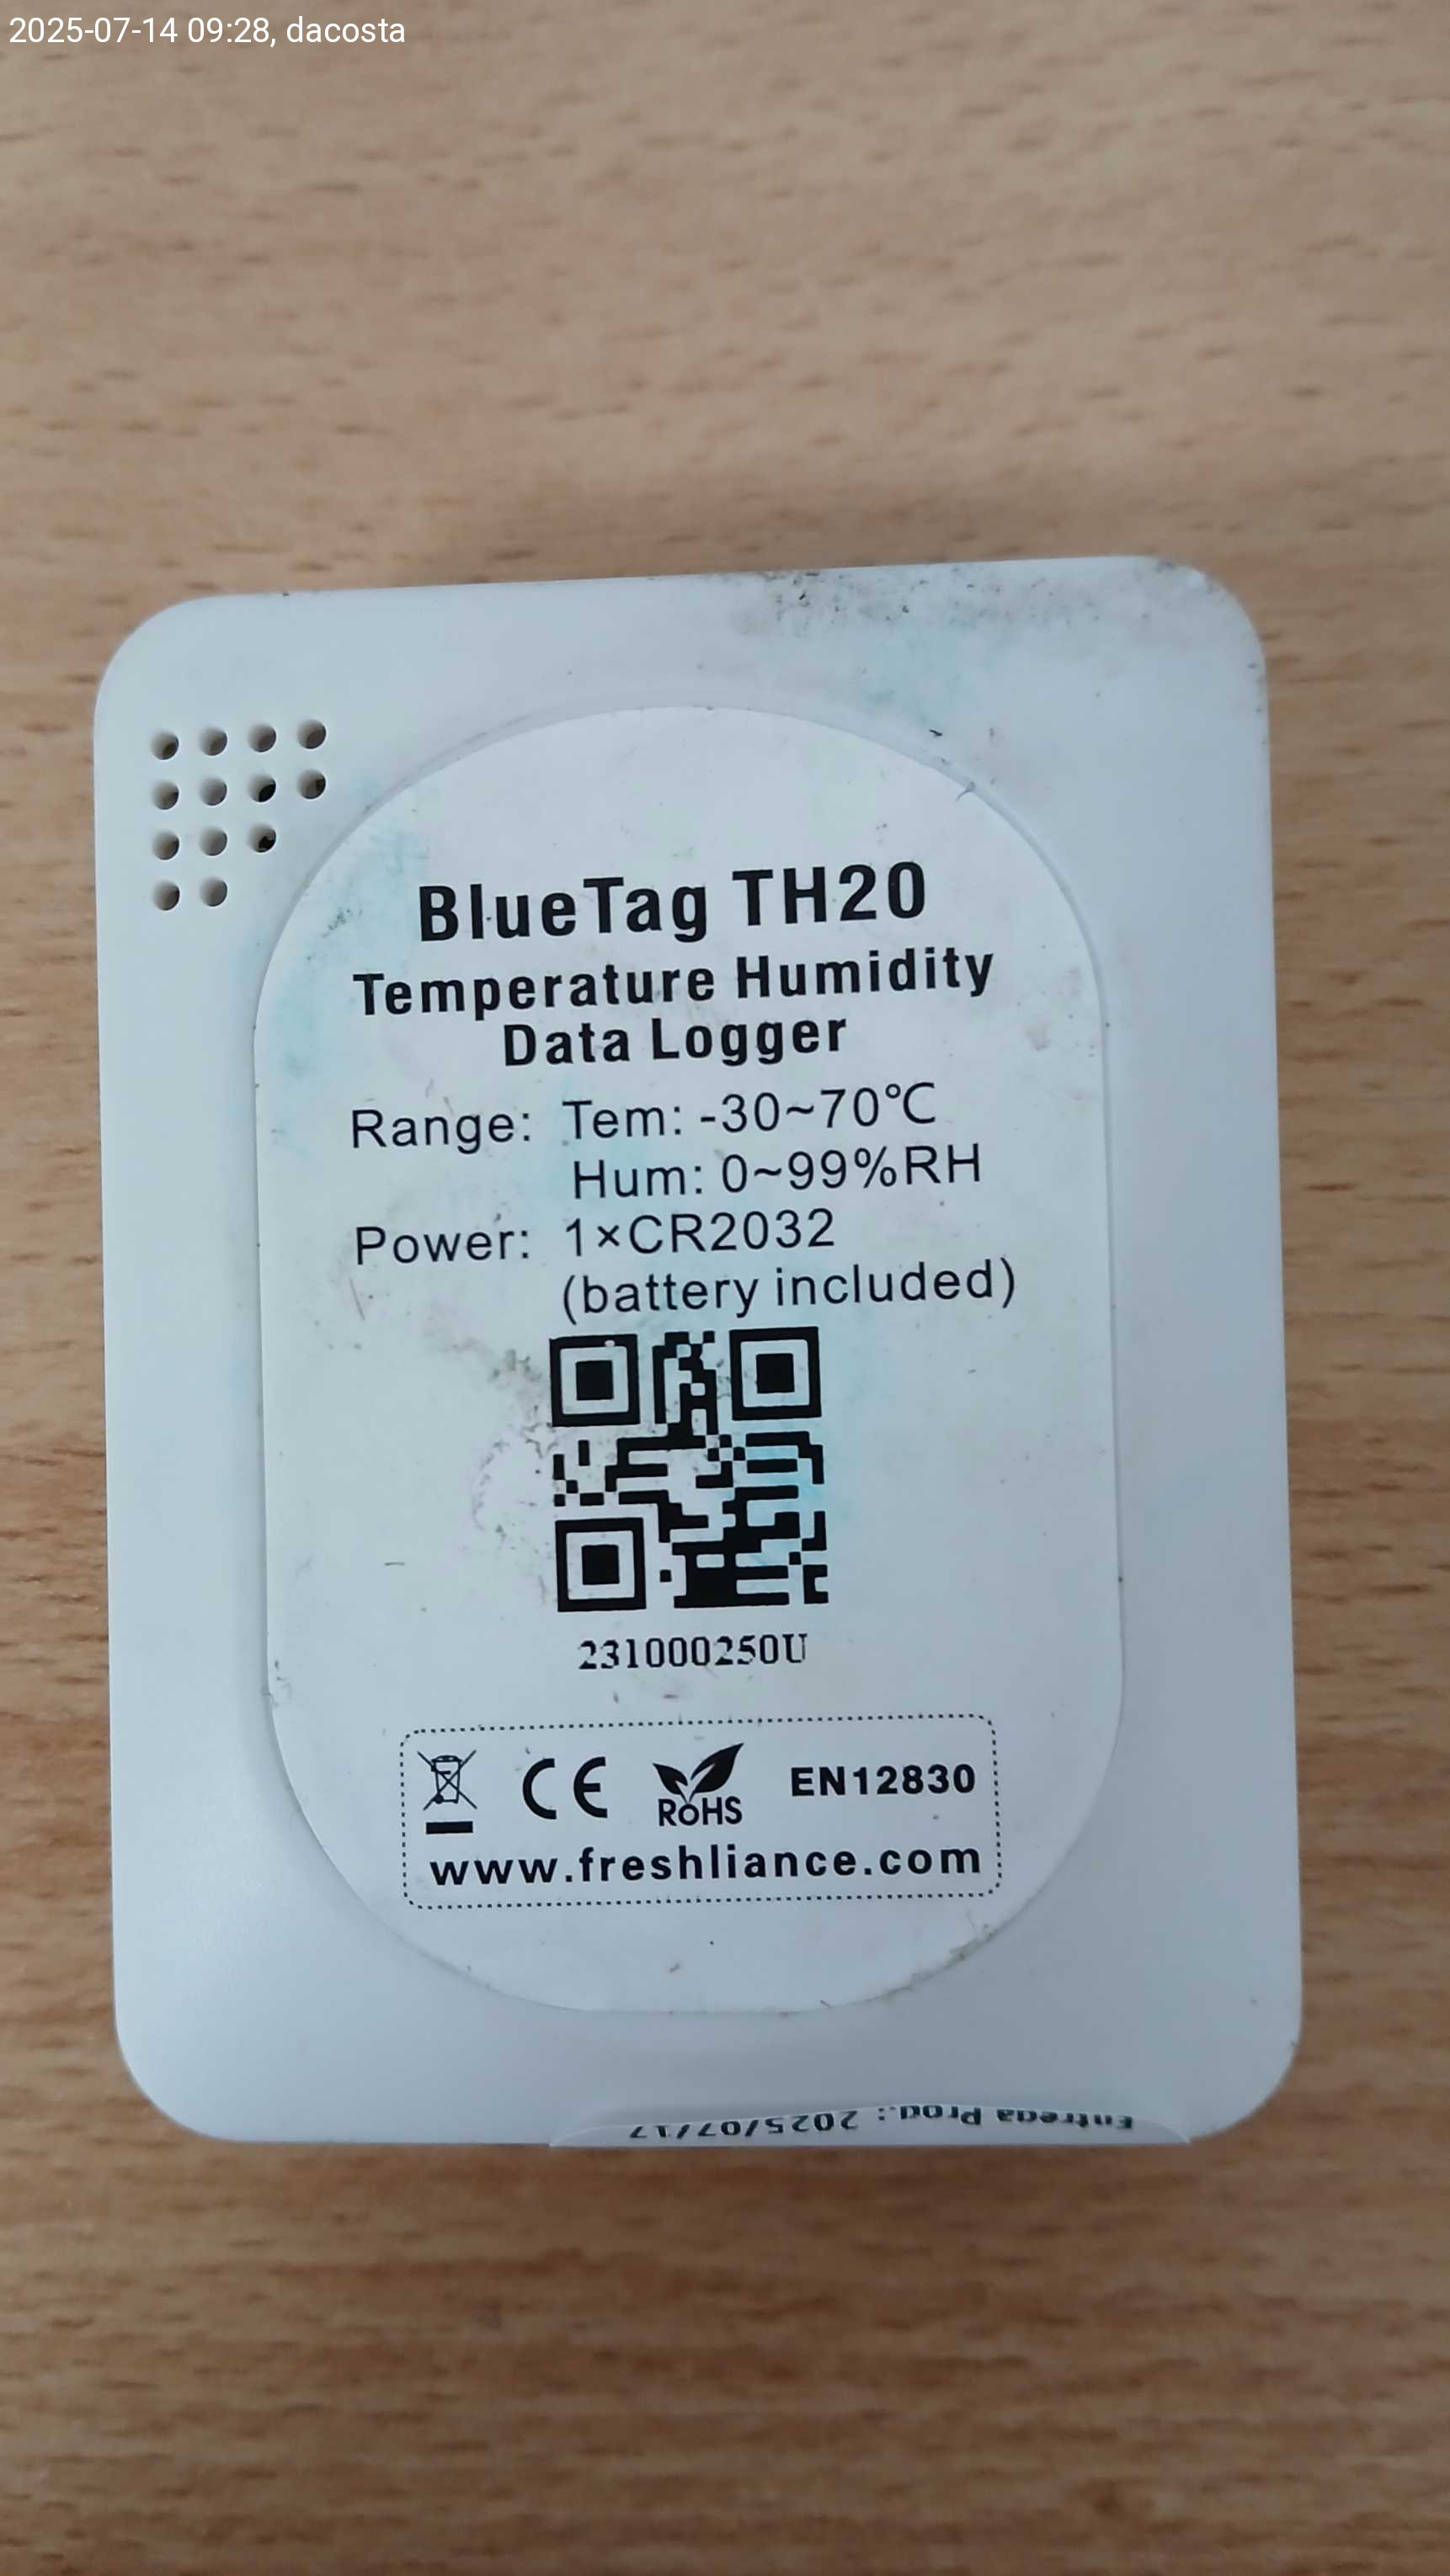 2025-07-14 09:28, dacosta
BlueTag TH20
Temperature Humidity
Data Logger
Range: Tem: -30~70℃
Hum: 0~99%RH
Power: 1×CR2032
(battery included)
231000250U
CE RoHS EN12830
www.freshliance.com
Entrega Prog.: 2025/07/17